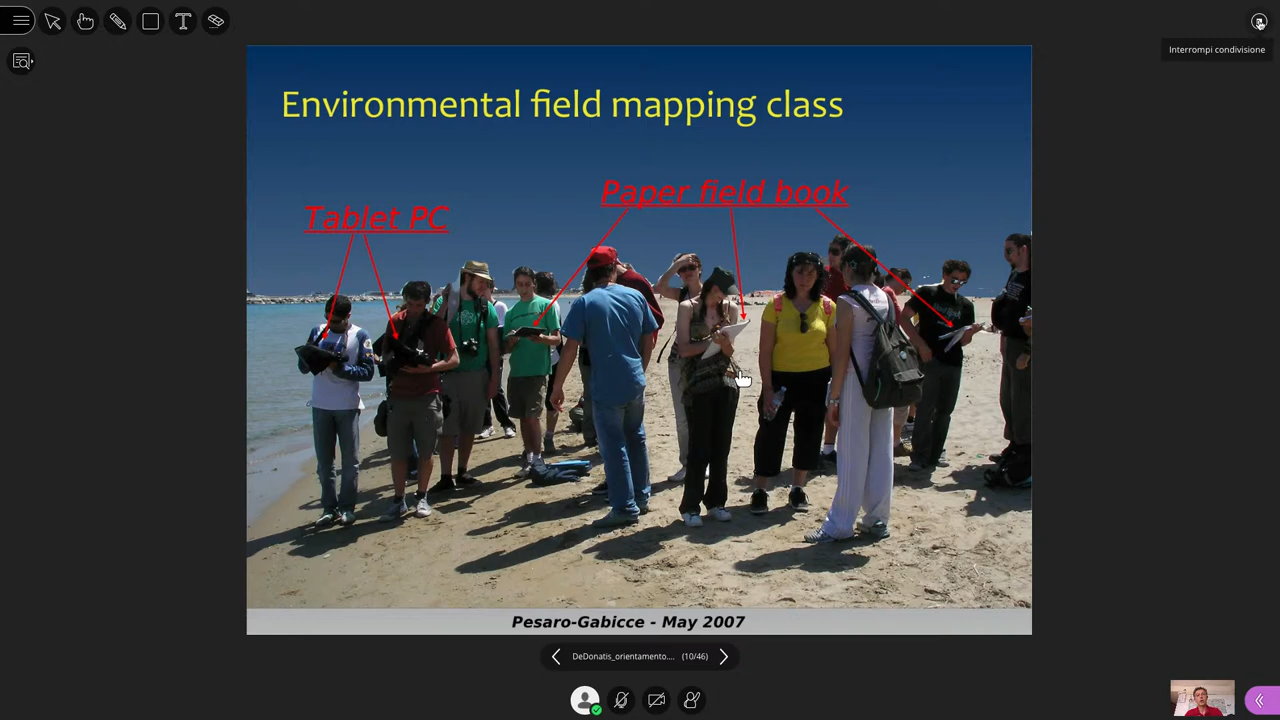 Interrompi condivisione
Environmental field mapping class
Paper field book
Tablet PC
Pesaro-Gabicce - May 2007
DeDonatis_orientamento.... (10/46)